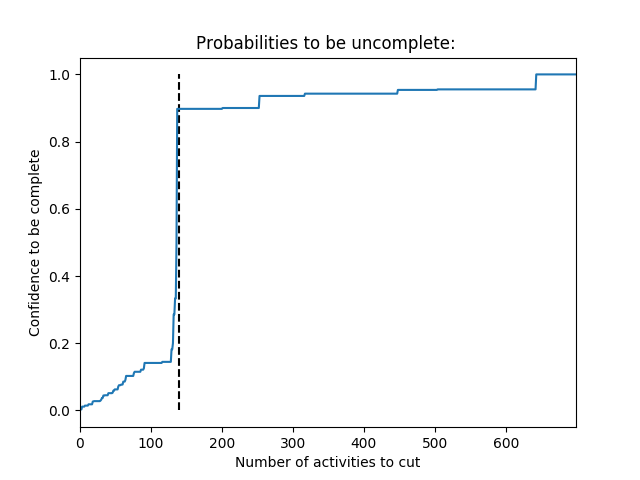 Probabilities to be uncomplete:
1.0
0.8
0.6
0.4
0.2
0.0
Confidence to be complete
0 100 200 300 400 500 600
Number of activities to cut